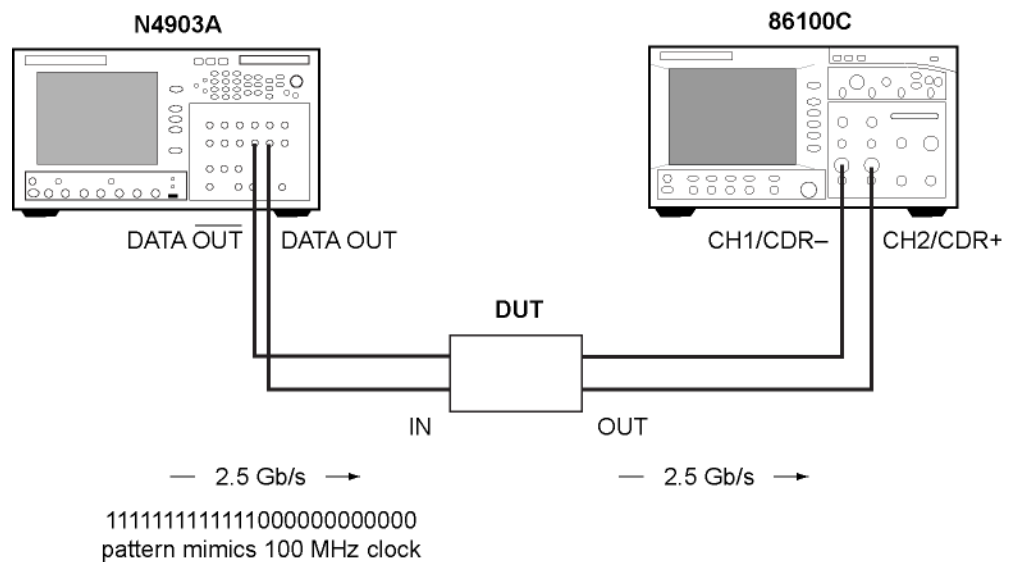 N4903A
86100C
DATA OUT
DATA OUT
CH1/CDR–
CH2/CDR+
DUT
IN
OUT
— 2.5 Gb/s →
— 2.5 Gb/s →
1111111111111000000000000
pattern mimics 100 MHz clock